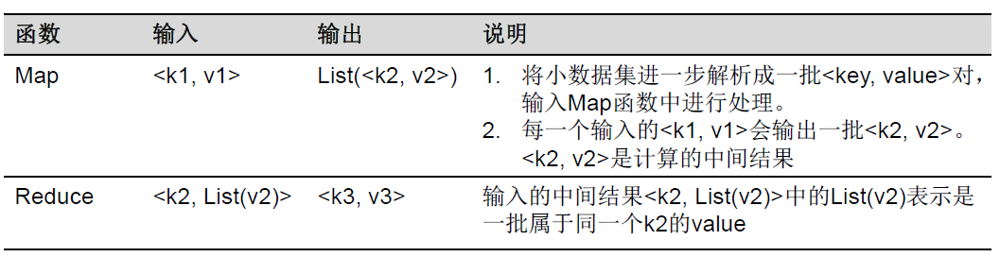 函数 输入 输出 说明
Map <k1, v1> List(<k2, v2>) 1. 将小数据集进一步解析成一批<key, value>对，
输入Map函数中进行处理。
2. 每一个输入的<k1, v1>会输出一批<k2, v2>。
<k2, v2>是计算的中间结果
Reduce <k2, List(v2)> <k3, v3> 输入的中间结果<k2, List(v2)>中的List(v2)表示是
一批属于同一个k2的value